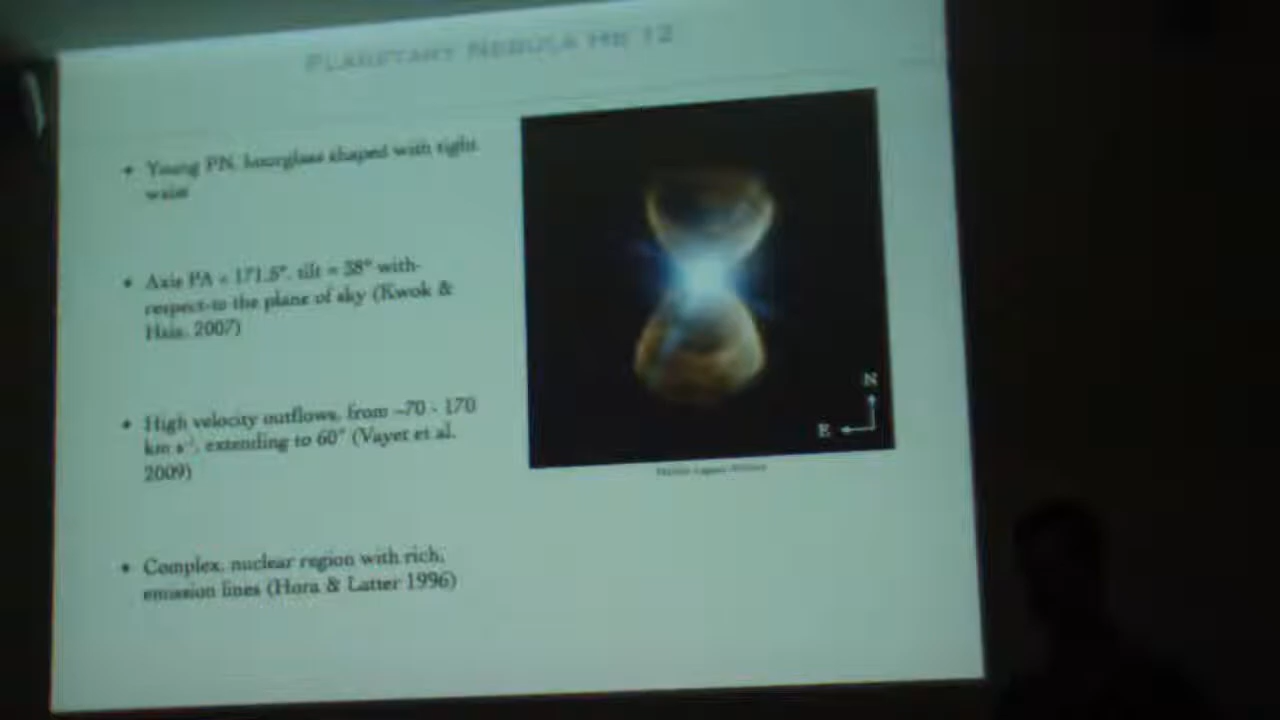 PLANETARY NEBULA HB 12
• Young PN, hourglass shaped with tight
waist
• Axis PA = 171.5°, tilt = 38° with-
respect-to the plane of sky (Kwok &
Hsia, 2007)
• High velocity outflows, from ~70 - 170
km s⁻¹, extending to 60" (Vayet et al.
2009)
• Complex, nuclear region with rich,
emission lines (Hora & Latter 1996)
N
E